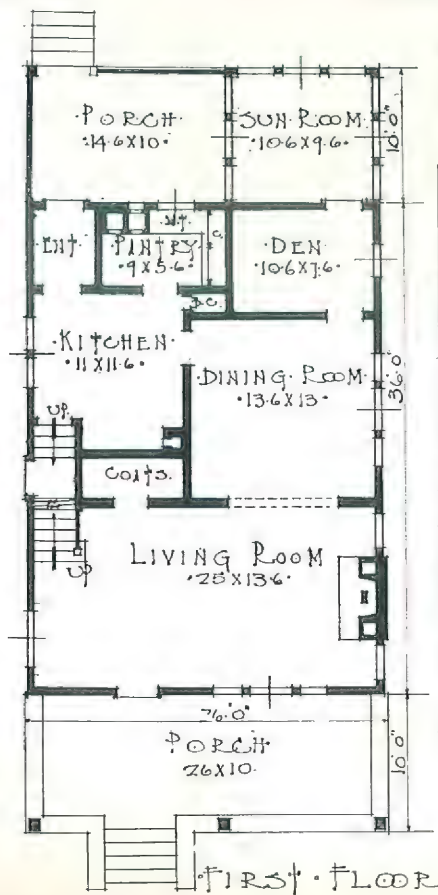 PORCH
·14·6X10·
SUN·ROOM
·10·6X9·6·
10'·0"
ENT.
WT.
PANTRY
·9X5·6·
C.
DEN
·10·6X7·6·
D.C.
KITCHEN
·11X11·6·
DINING·ROOM
·13·6X13·
36'·0"
UP.
COATS.
LIVING ROOM
·25X13·6·
UP
26'·0"
PORCH
·26X10·
10'·0"
·FIRST·FLOOR